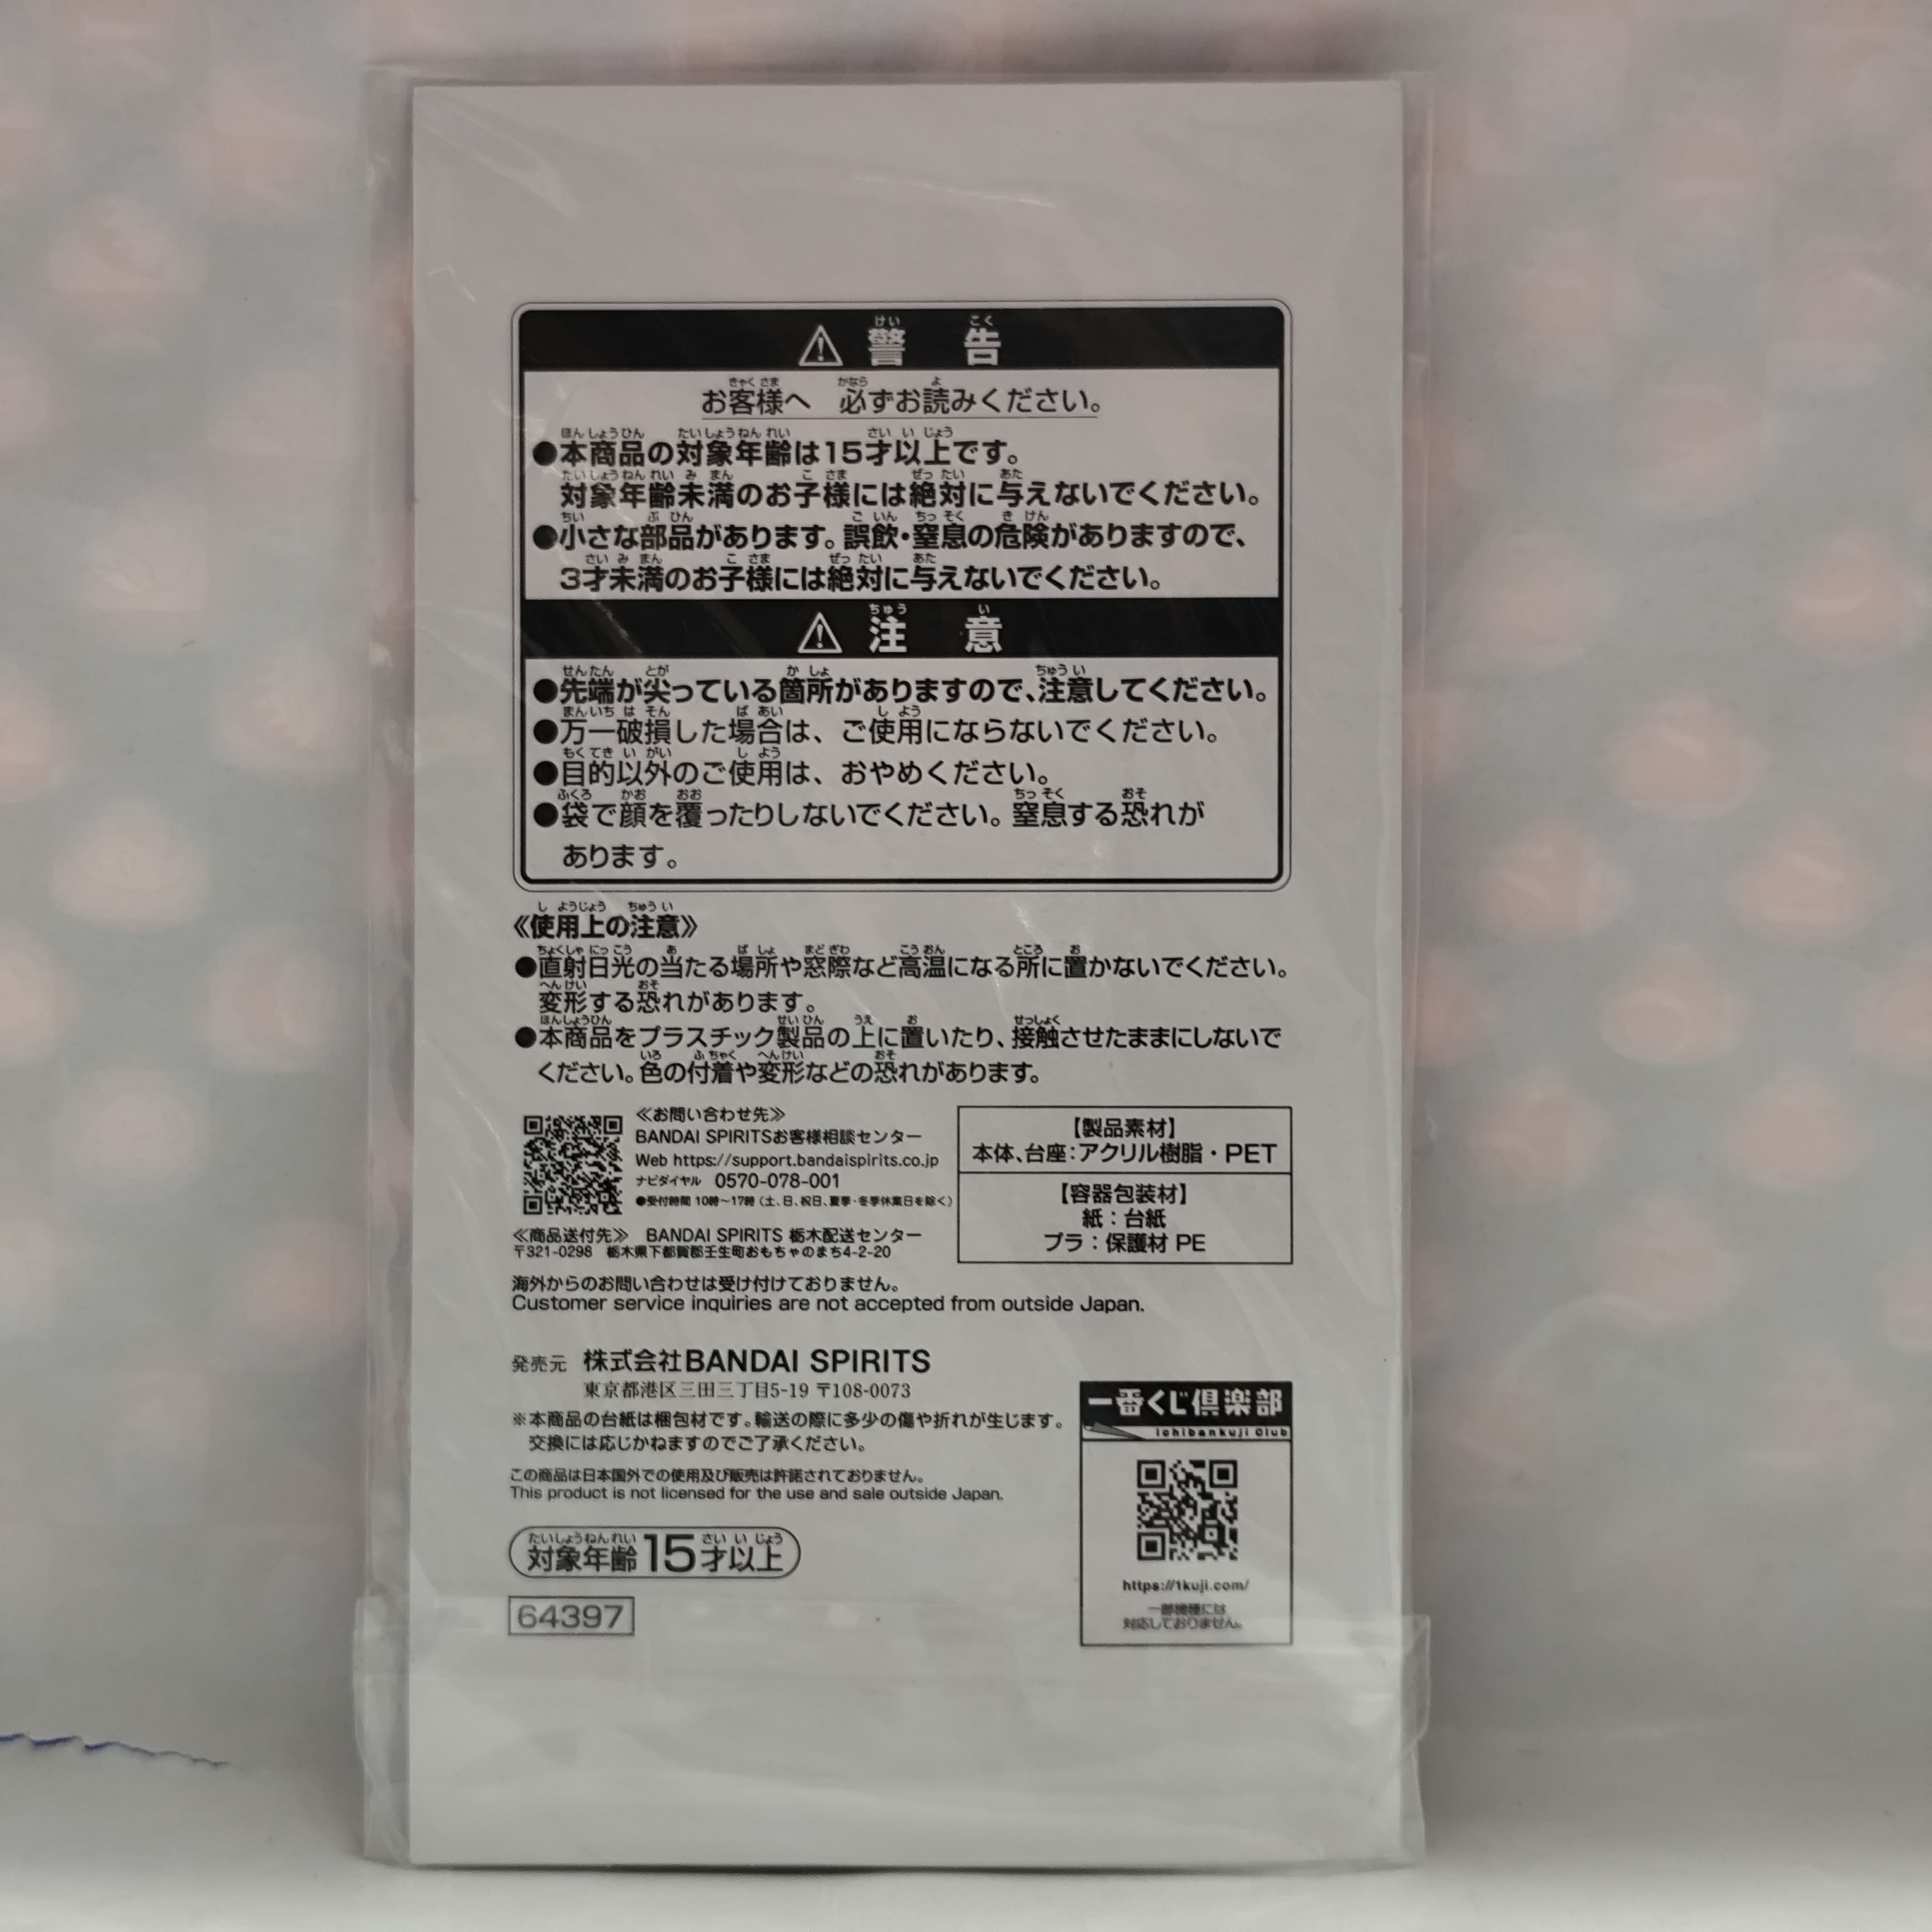 ⚠ 警告
お客様へ 必ずお読みください。
●本商品の対象年齢は15才以上です。
対象年齢未満のお子様には絶対に与えないでください。
●小さな部品があります。誤飲・窒息の危険がありますので、
3才未満のお子様には絶対に与えないでください。
⚠ 注意
●先端が尖っている箇所がありますので、注意してください。
●万一破損した場合は、ご使用にならないでください。
●目的以外のご使用は、おやめください。
●袋で顔を覆ったりしないでください。窒息する恐れが
あります。
《使用上の注意》
●直射日光の当たる場所や窓際など高温になる所に置かないでください。
変形する恐れがあります。
●本商品をプラスチック製品の上に置いたり、接触させたままにしないで
ください。色の付着や変形などの恐れがあります。
≪お問い合わせ先≫
BANDAI SPIRITSお客様相談センター
Web https://support.bandaispirits.co.jp
ナビダイヤル 0570-078-001
●受付時間 10時～17時(土、日、祝日、夏季・冬季休業日を除く)
≪商品送付先≫ BANDAI SPIRITS 栃木配送センター
〒321-0298 栃木県下都賀郡壬生町おもちゃのまち4-2-20
【製品素材】
本体、台座：アクリル樹脂・PET
【容器包装材】
紙：台紙
プラ：保護材 PE
海外からのお問い合わせは受け付けておりません。
Customer service inquiries are not accepted from outside Japan.
発売元 株式会社BANDAI SPIRITS
東京都港区三田三丁目5-19 〒108-0073
※本商品の台紙は梱包材です。輸送の際に多少の傷や折れが生じます。
交換には応じかねますのでご了承ください。
この商品は日本国外での使用及び販売は許諾されておりません。
This product is not licensed for the use and sale outside Japan.
対象年齢15才以上
64397
一番くじ倶楽部
ichibankuji Club
https://1kuji.com/
一部機種には
対応しておりません。